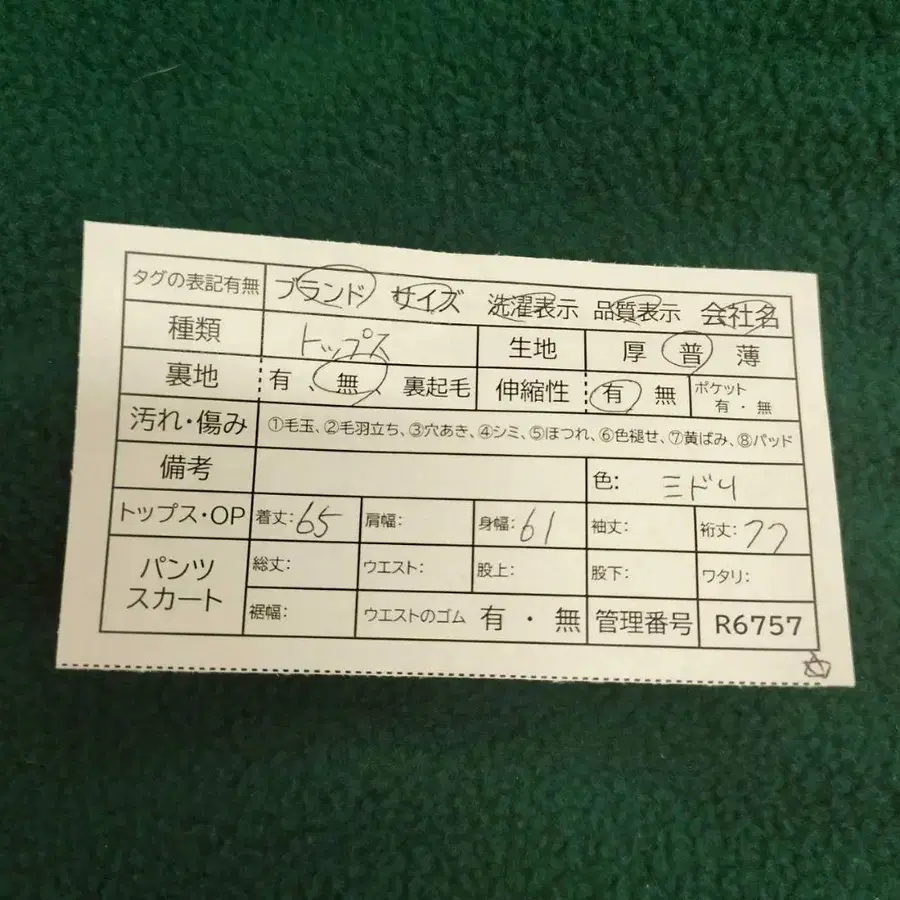 タグの表記有無 ブランド サイズ 洗濯表示 品質表示 会社名
種類 トップス 生地 厚 普 薄
裏地 有、無、裏起毛 伸縮性 有 無 ポケット 有・無
汚れ・傷み ①毛玉、②毛羽立ち、③穴あき、④シミ、⑤ほつれ、⑥色褪せ、⑦黄ばみ、⑧パッド
備考 色: ミドリ
トップス・OP 着丈:65 肩幅: 身幅:61 袖丈: 裄丈:77
パンツ スカート 総丈: ウエスト: 股上: 股下: ワタリ:
裾幅: ウエストのゴム 有・無 管理番号 R6757